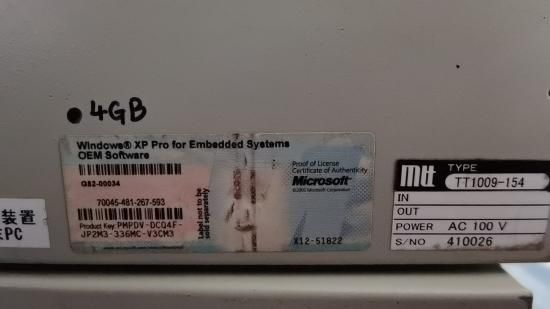 4GB
Windows® XP Pro for Embedded Systems
OEM Software
Proof of License
Certificate of Authenticity
Microsoft
G82-00034
70045-481-267-593
Label not to be
sold separately
Product Key: PMPDV-DCQ4F-
JP2M3-336MC-V3CM3
X12-51822
装置
PC
mtt
TYPE
TT1009-154
IN
OUT
POWER AC 100 V
S/NO 410026